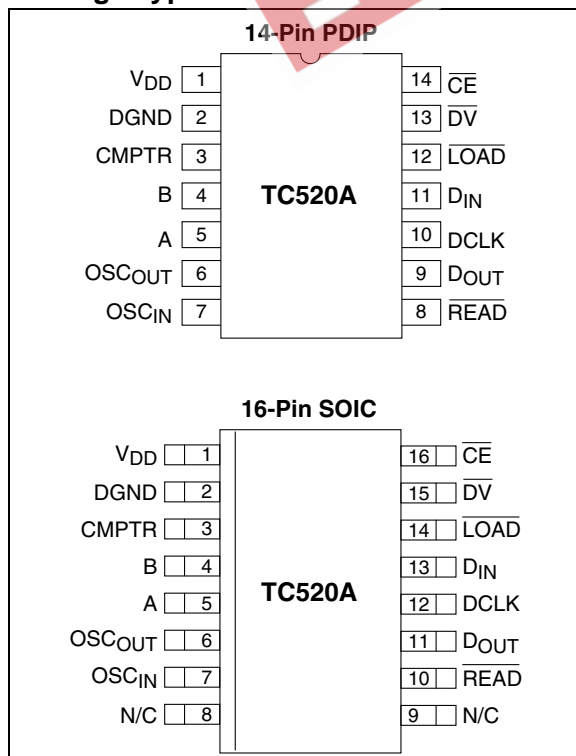 14-Pin PDIP
VDD 1 14 CE
DGND 2 13 DV
CMPTR 3 12 LOAD
B 4 TC520A 11 DIN
A 5 10 DCLK
OSCOUT 6 9 DOUT
OSCIN 7 8 READ
16-Pin SOIC
VDD 1 16 CE
DGND 2 15 DV
CMPTR 3 14 LOAD
B 4 13 DIN
A 5 TC520A 12 DCLK
OSCOUT 6 11 DOUT
OSCIN 7 10 READ
N/C 8 9 N/C